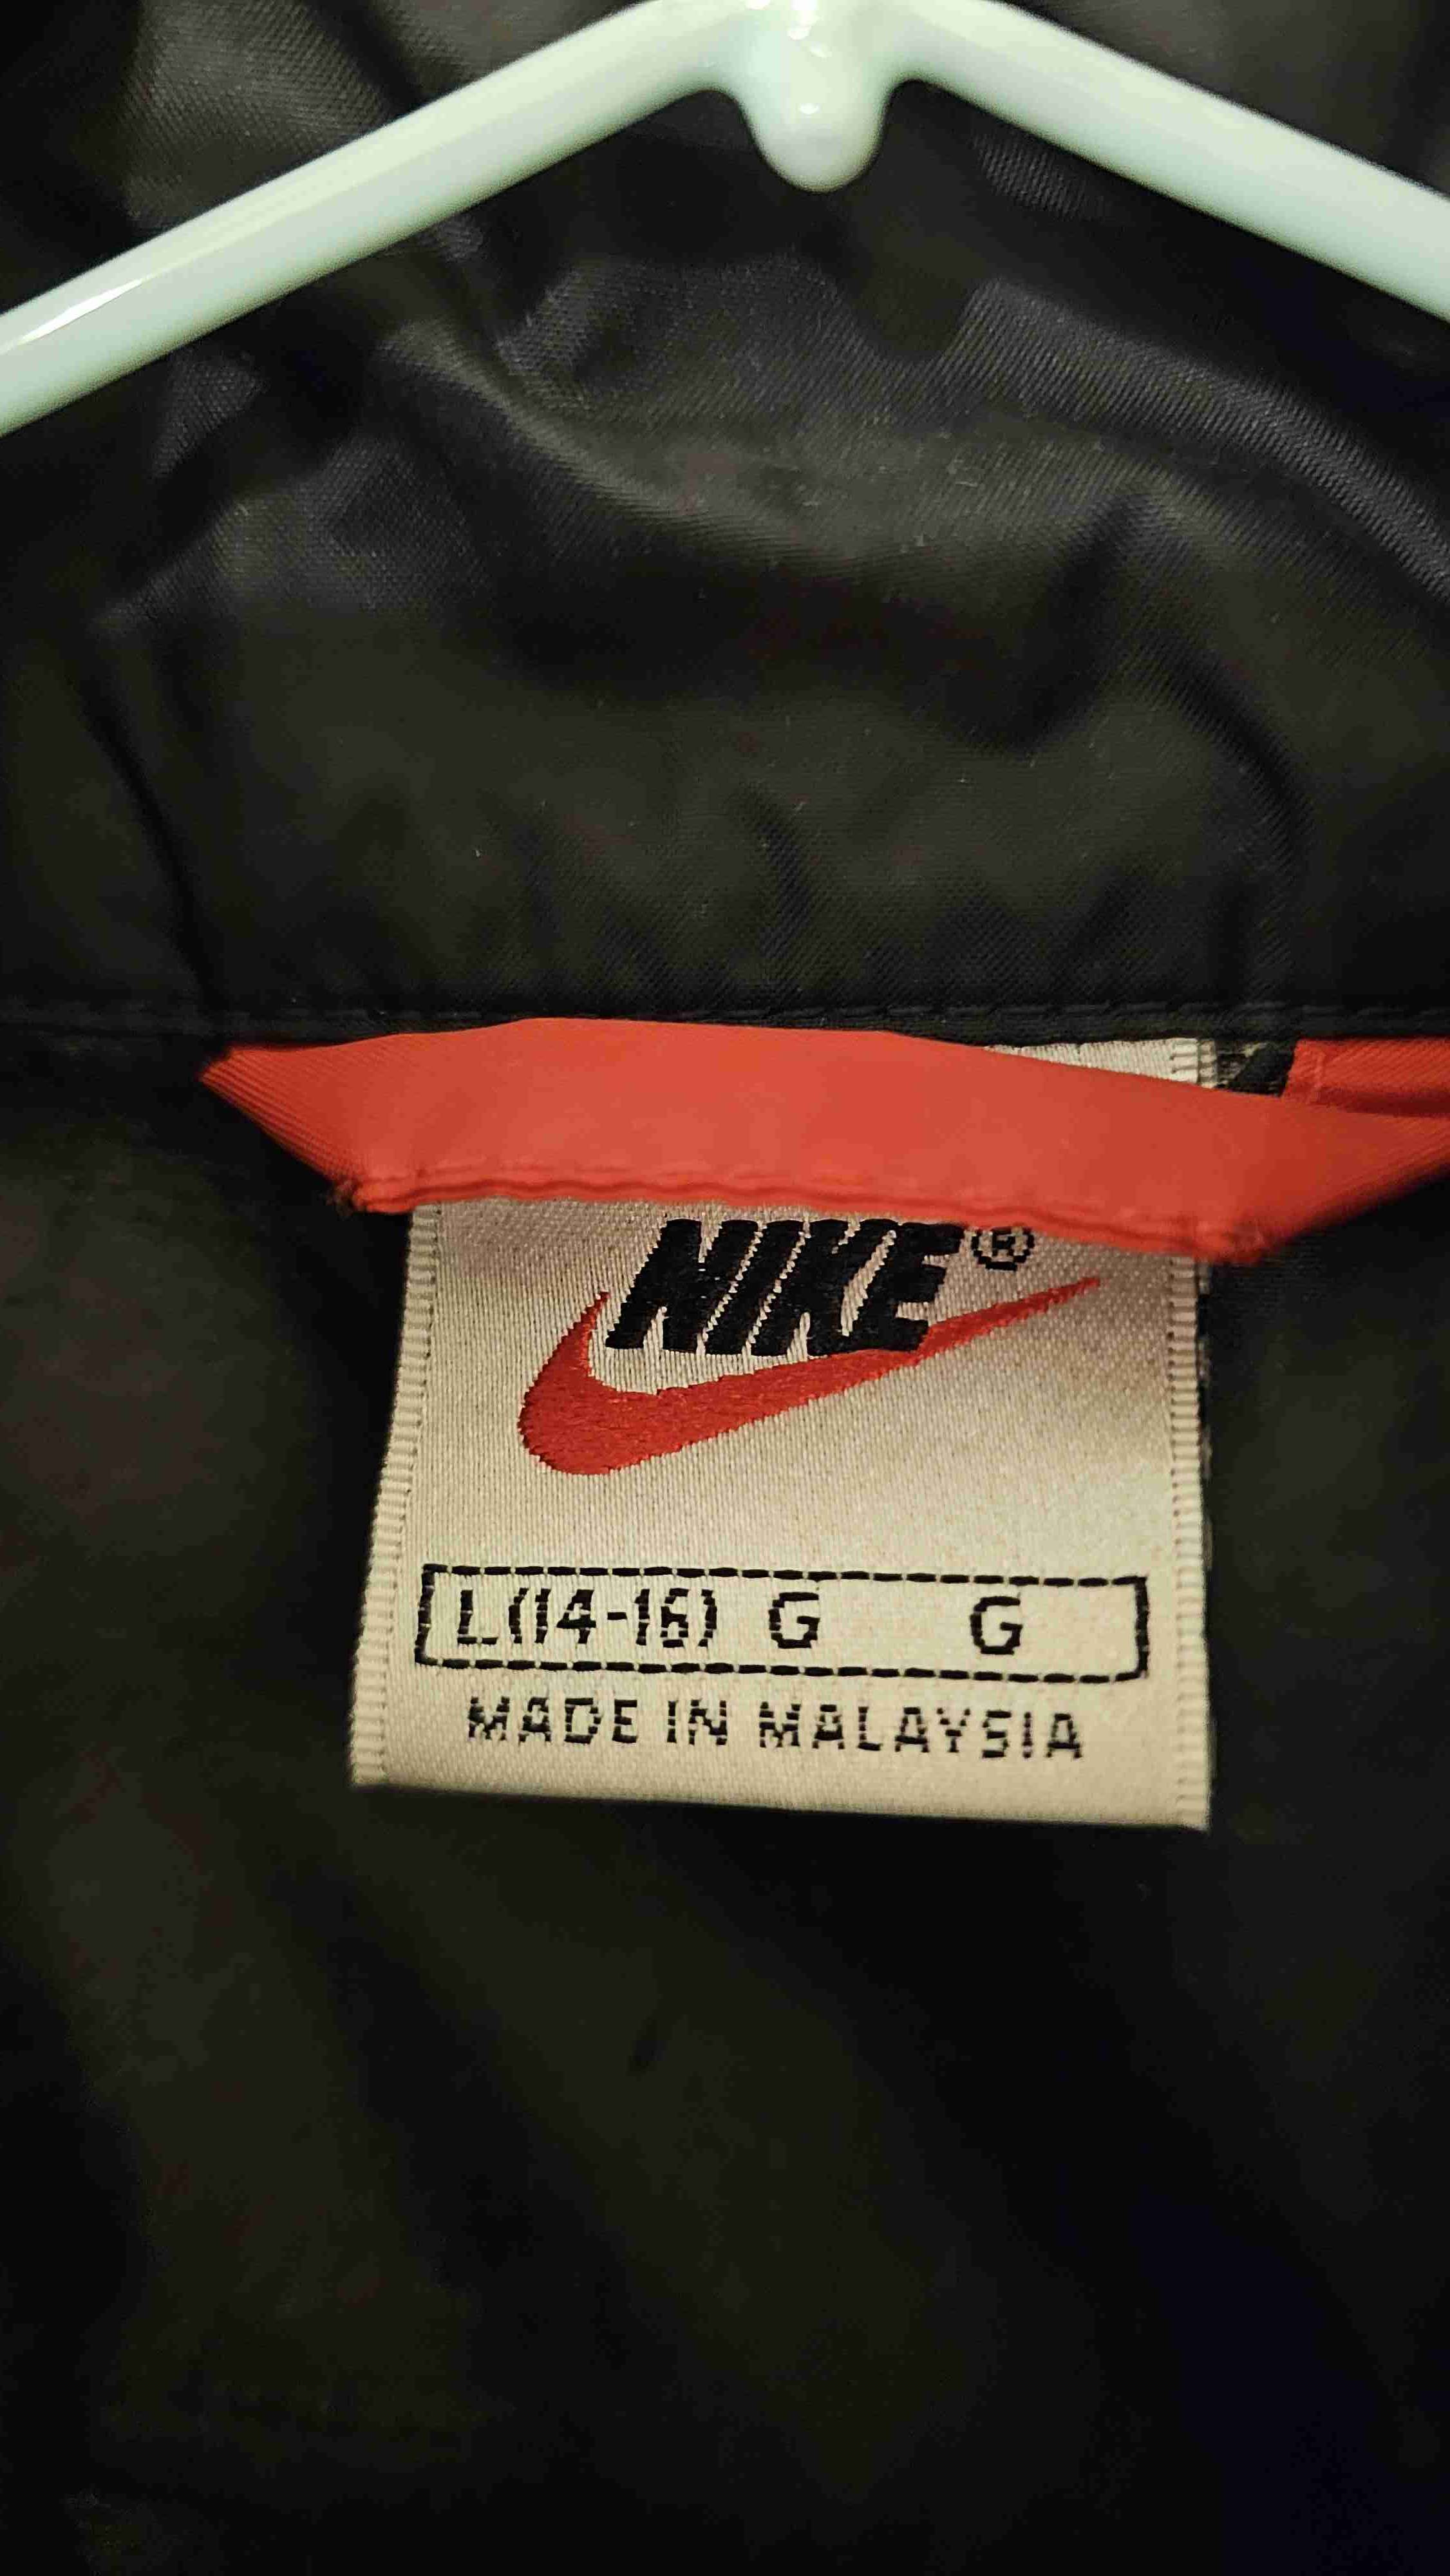 NIKE®
L(14-16) G G
MADE IN MALAYSIA